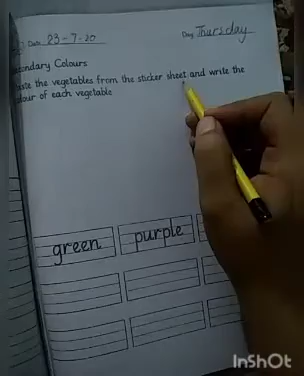 Date 23-7-20 Day Thursday
condary Colours
aste the vegetables from the sticker sheet and write the
olour of each vegetable
green purple
InShOt